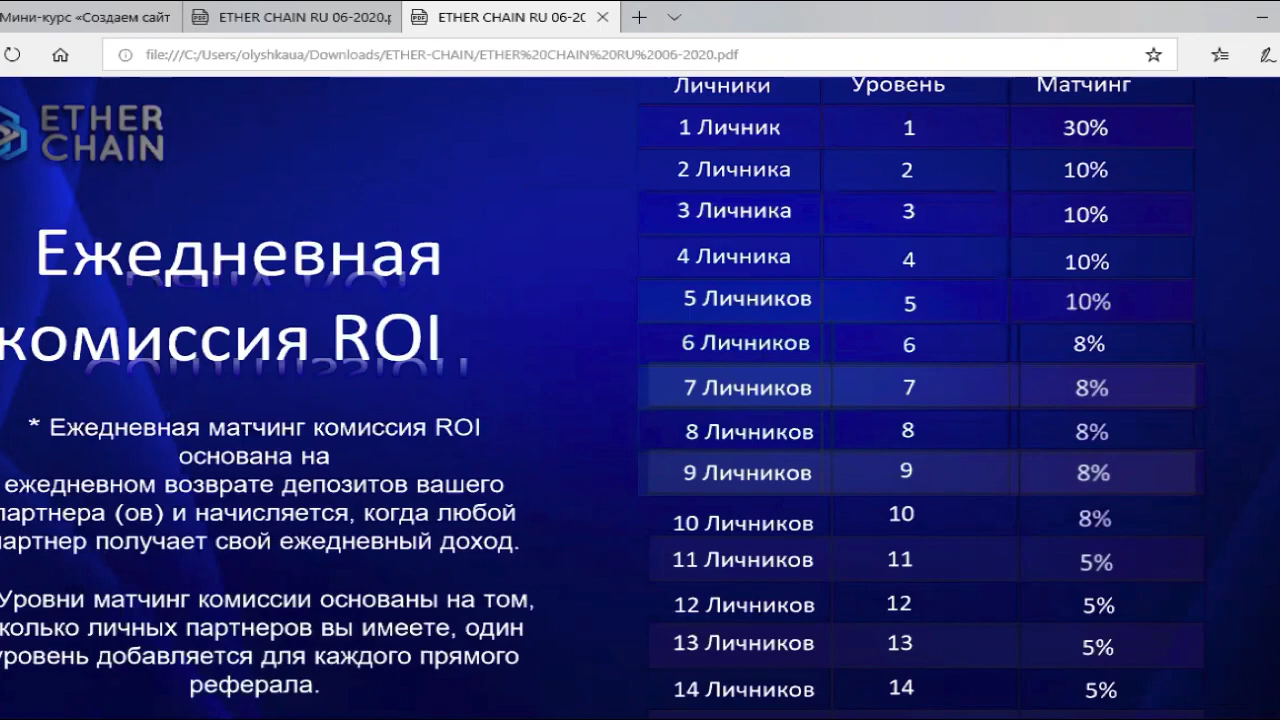 Мини-курс «Создаем сайт
ETHER CHAIN RU 06-2020.p
ETHER CHAIN RU 06-20
file:///C:/Users/olyshkaua/Downloads/ETHER-CHAIN/ETHER%20CHAIN%20RU%2006-2020.pdf
ETHER
CHAIN
Ежедневная
комиссия ROI
* Ежедневная матчинг комиссия ROI
основана на
ежедневном возврате депозитов вашего
партнера (ов) и начисляется, когда любой
партнер получает свой ежедневный доход.
Уровни матчинг комиссии основаны на том,
сколько личных партнеров вы имеете, один
уровень добавляется для каждого прямого
реферала.
Личники Уровень Матчинг
1 Личник 1 30%
2 Личника 2 10%
3 Личника 3 10%
4 Личника 4 10%
5 Личников 5 10%
6 Личников 6 8%
7 Личников 7 8%
8 Личников 8 8%
9 Личников 9 8%
10 Личников 10 8%
11 Личников 11 5%
12 Личников 12 5%
13 Личников 13 5%
14 Личников 14 5%